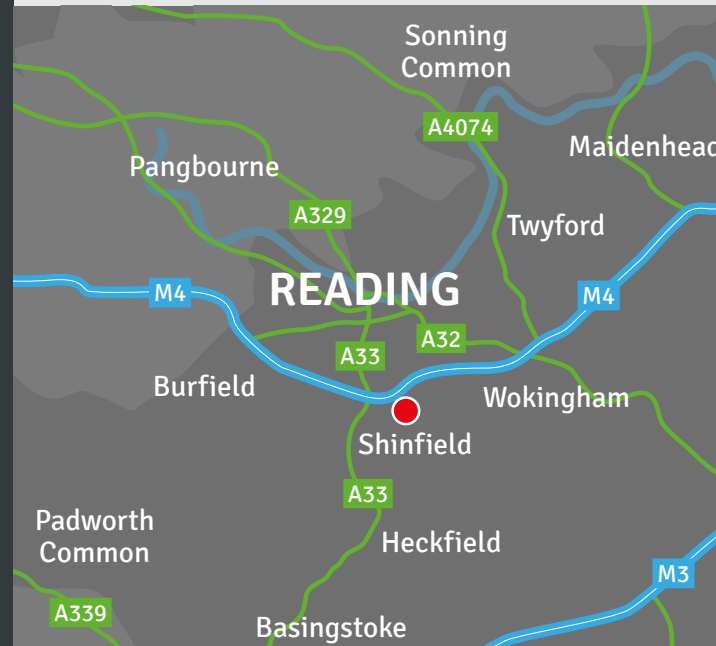 Sonning
Common
A4074
Maidenhead
Pangbourne
A329
Twyford
READING
M4
M4
A32
A33
Burfield
Wokingham
Shinfield
A33
Padworth
Common
Heckfield
M3
A339
Basingstoke